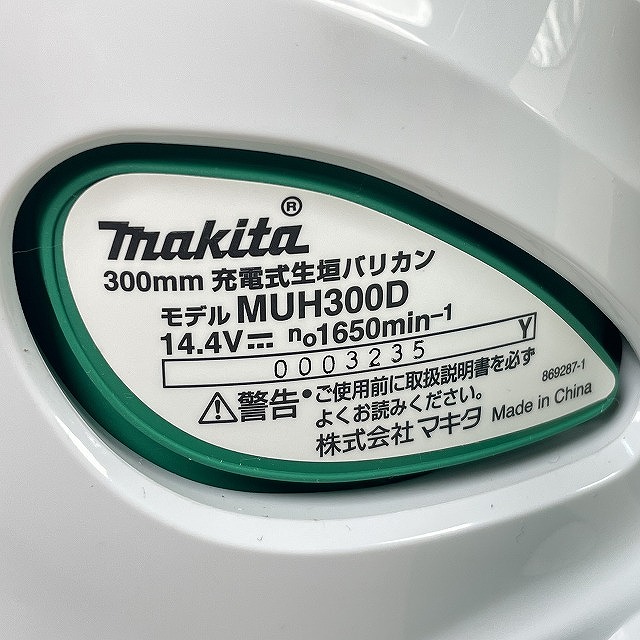 makita®
300mm 充電式生垣バリカン
モデル MUH300D
14.4V⎓ n₀1650min⁻¹
0003235 Y
⚠警告•ご使用前に取扱説明書を必ず
よくお読みください。
869287-1
株式会社 マキタ Made in China